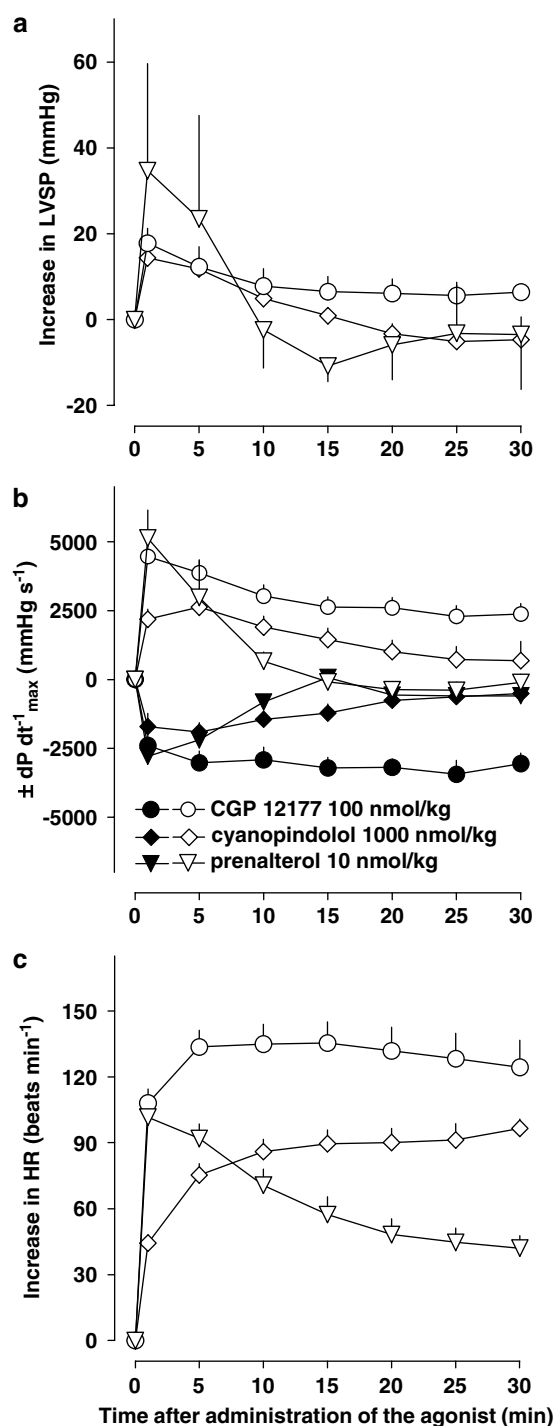 a
Increase in LVSP (mmHg)
60
40
20
0
-20
0 5 10 15 20 25 30
b
± dP dt⁻¹max (mmHg s⁻¹)
5000
2500
0
-2500
-5000
CGP 12177 100 nmol/kg
cyanopindolol 1000 nmol/kg
prenalterol 10 nmol/kg
0 5 10 15 20 25 30
c
Increase in HR (beats min⁻¹)
150
120
90
60
30
0
0 5 10 15 20 25 30
Time after administration of the agonist (min)